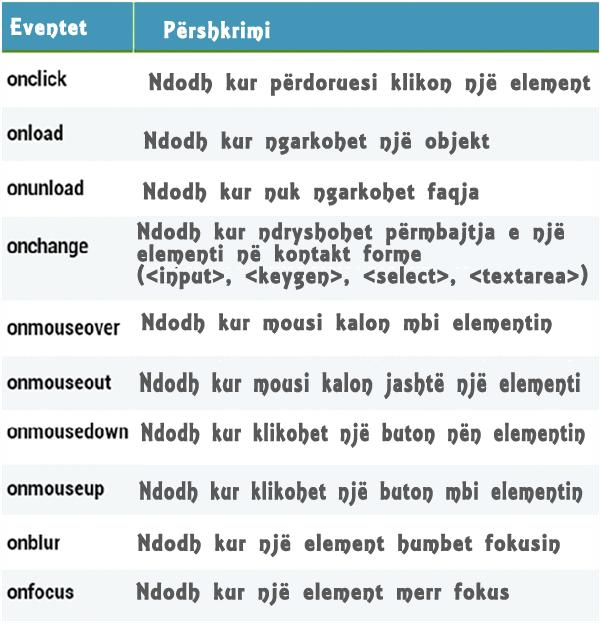 Eventet Përshkrimi
onclick Ndodh kur përdoruesi klikon një element
onload Ndodh kur ngarkohet një objekt
onunload Ndodh kur nuk ngarkohet faqja
onchange Ndodh kur ndryshohet përmbajtja e një
elementi në kontakt forme
(<input>, <keygen>, <select>, <textarea>)
onmouseover Ndodh kur mousi kalon mbi elementin
onmouseout Ndodh kur mousi kalon jashtë një elementi
onmousedown Ndodh kur klikohet një buton nën elementin
onmouseup Ndodh kur klikohet një buton mbi elementin
onblur Ndodh kur një element humbet fokusin
onfocus Ndodh kur një element merr fokus